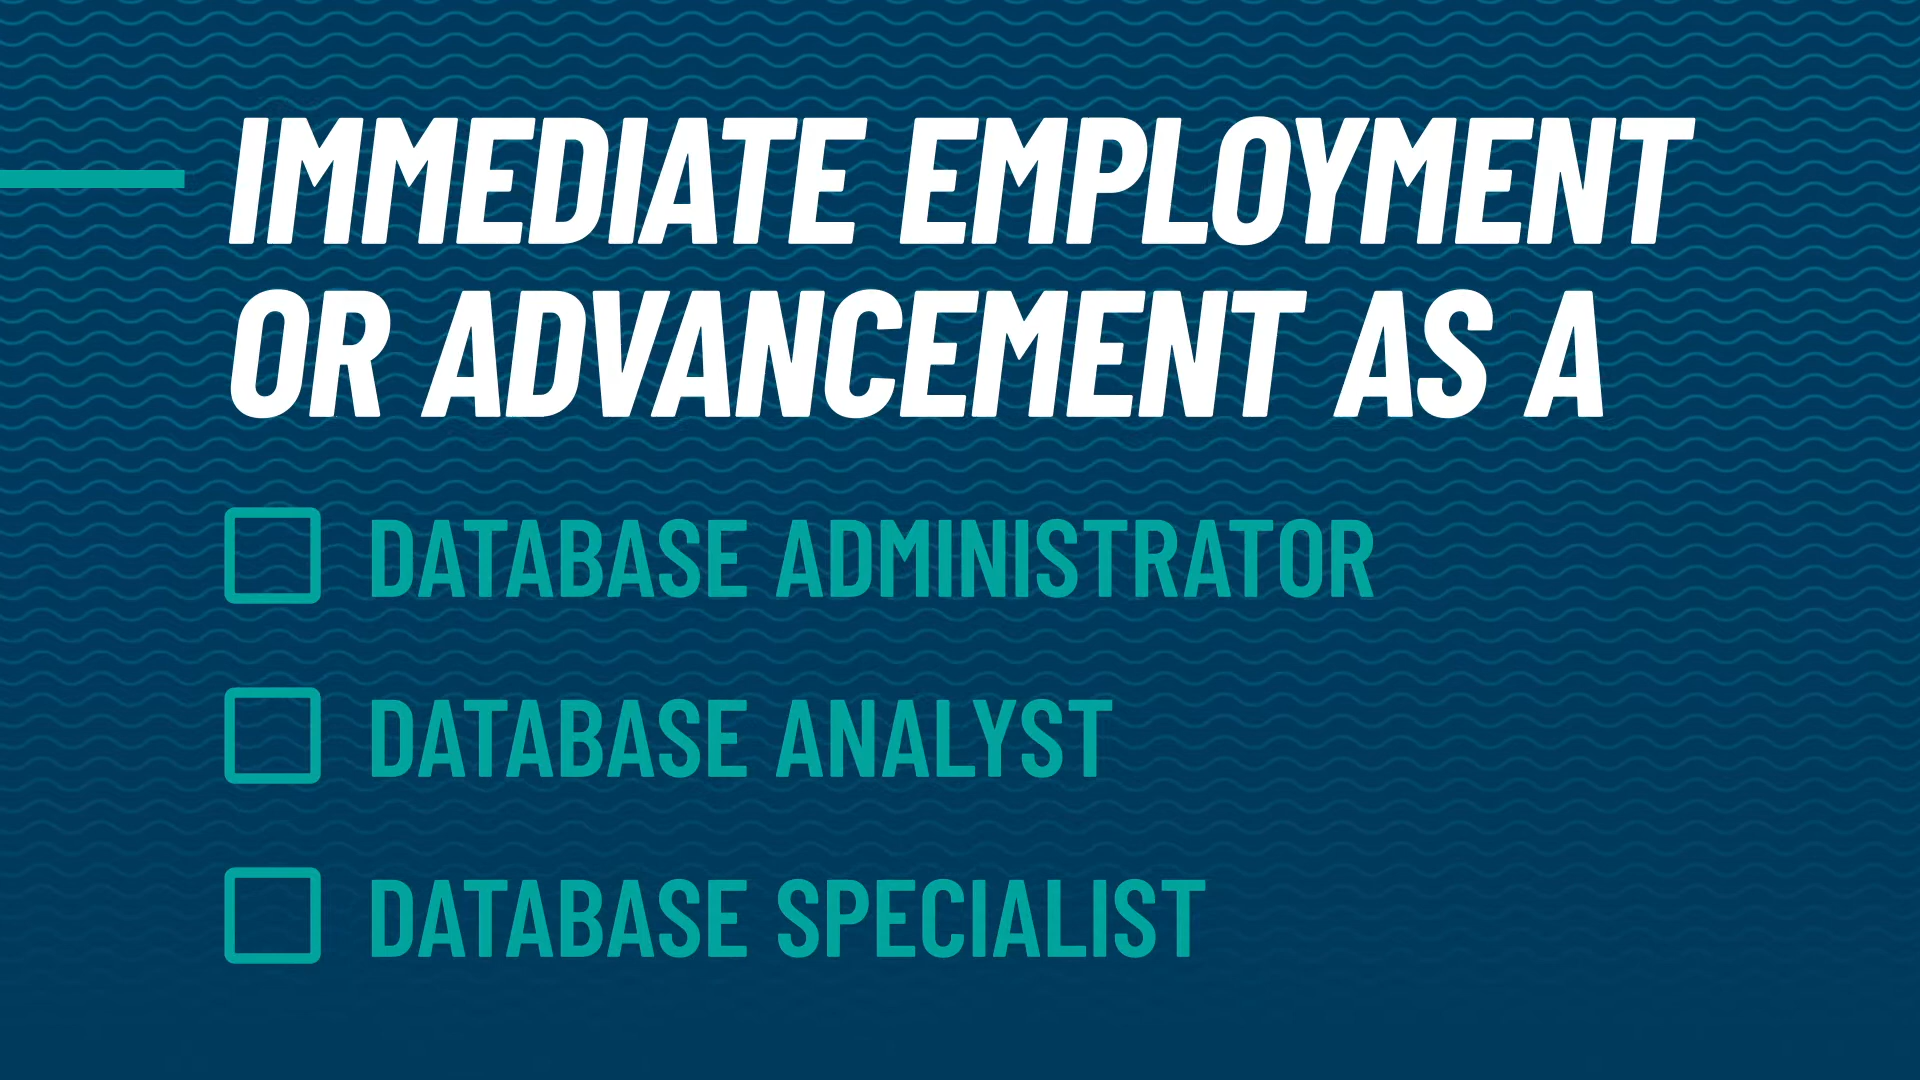 IMMEDIATE EMPLOYMENT
OR ADVANCEMENT AS A
DATABASE ADMINISTRATOR
DATABASE ANALYST
DATABASE SPECIALIST